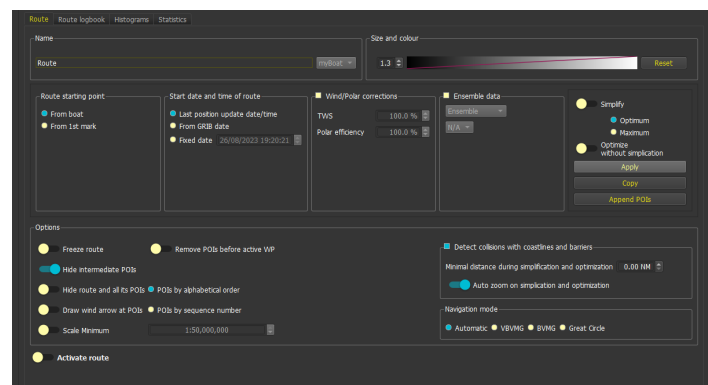 Route Route logbook Histograms Statistics
Name
Route
myBoat
Size and colour
1.3
Reset
Route starting point
From boat
From 1st mark
Start date and time of route
Last position update date/time
From GRIB date
Fixed date 26/08/2023 19:20:21
Wind/Polar corrections
TWS 100.0 %
Polar efficiency 100.0 %
Ensemble data
Ensemble
N/A
Simplify
Optimum
Maximum
Optimize
without simplication
Apply
Copy
Append POIs
Options
Freeze route
Remove POIs before active WP
Hide intermediate POIs
Hide route and all its POIs
POIs by alphabetical order
Draw wind arrow at POIs
POIs by sequence number
Scale Minimum 1:50,000,000
Detect collisions with coastlines and barriers
Minimal distance during simplification and optimization 0.00 NM
Auto zoom on simplication and optimization
Navigation mode
Automatic VBVMG BVMG Great Circle
Activate route